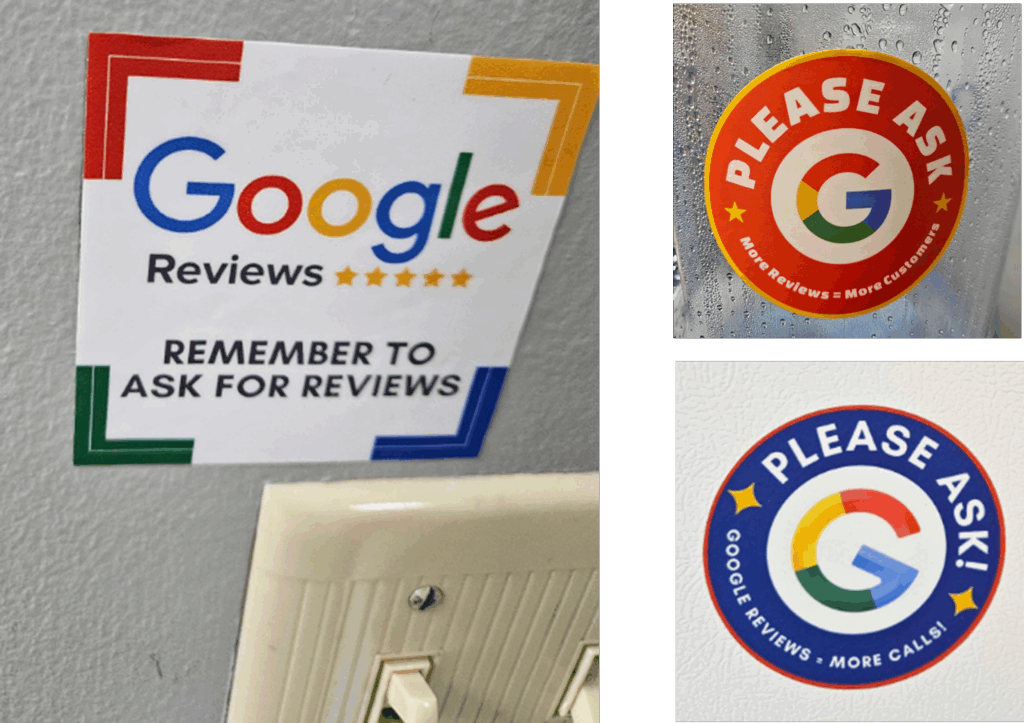 Google
Reviews
REMEMBER TO
ASK FOR REVIEWS
PLEASE ASK
G
More Reviews = More Customers
PLEASE ASK!
G
GOOGLE REVIEWS = MORE CALLS!